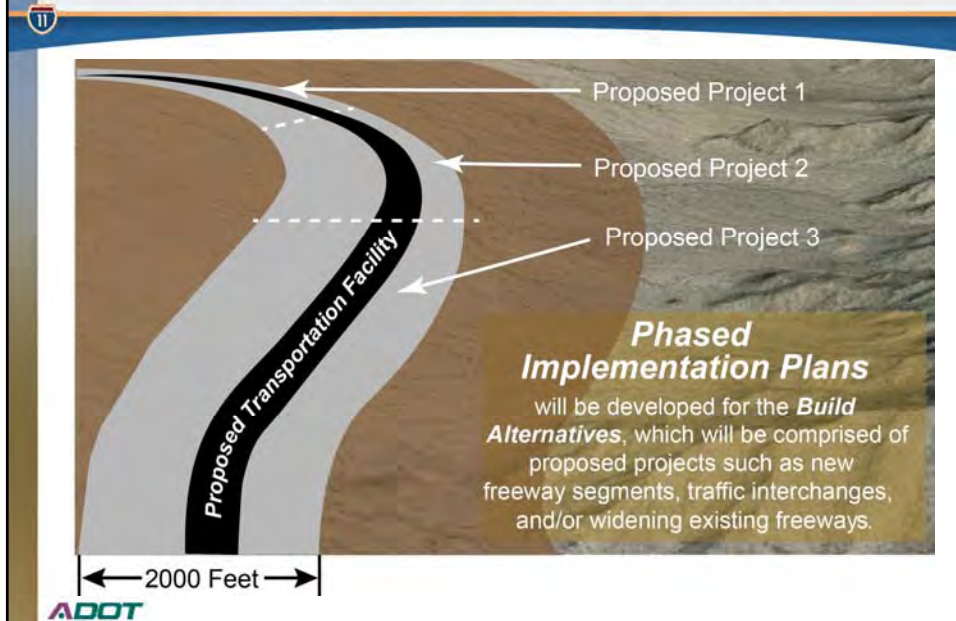 11
Proposed Project 1
Proposed Project 2
Proposed Project 3
Proposed Transportation Facility
Phased
Implementation Plans
will be developed for the Build
Alternatives, which will be comprised of
proposed projects such as new
freeway segments, traffic interchanges,
and/or widening existing freeways.
2000 Feet
ADOT